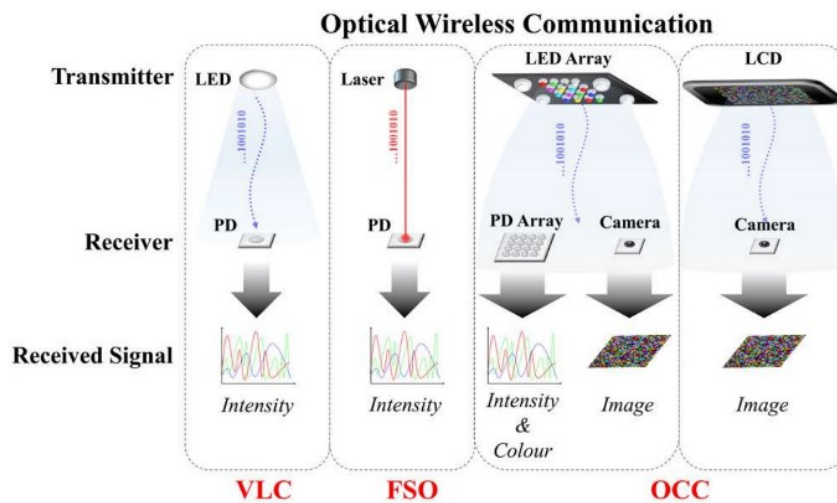 Optical Wireless Communication
Transmitter
LED
Laser
LED Array
LCD
...1001010
...1001010
...1001010
...1001010
Receiver
PD
PD
PD Array
Camera
Camera
Received Signal
Intensity
Intensity
Intensity
&
Colour
Image
Image
VLC
FSO
OCC